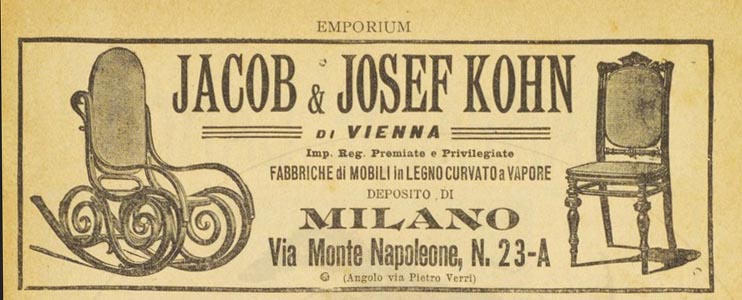 EMPORIUM
JACOB & JOSEF KOHN
DI VIENNA
Imp. Reg. Premiate e Privilegiate
FABBRICHE di MOBILI in LEGNO CURVATO a VAPORE
DEPOSITO DI
MILANO
Via Monte Napoleone, N. 23-A
(Angolo via Pietro Verri)